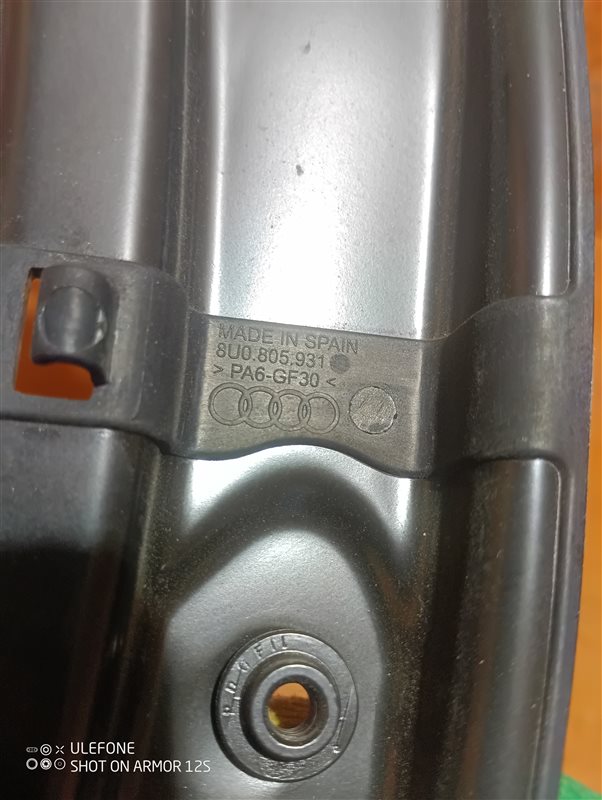 MADE IN SPAIN
8U0.805.931
> PA6-GF30 <
PROFIL
ULEFONE
SHOT ON ARMOR 12S